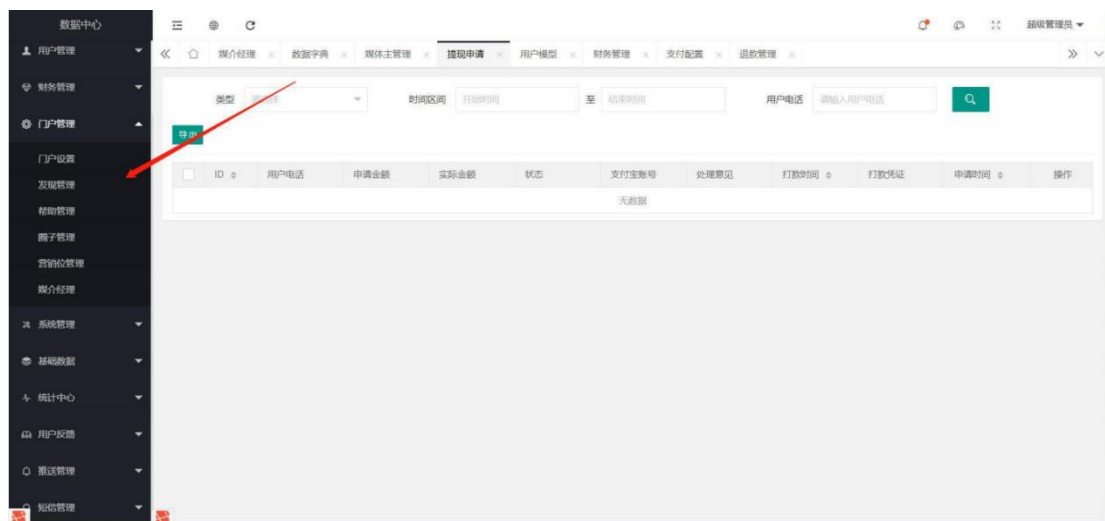 数据中心
超级管理员
用户管理
财务管理
门户管理
门户设置
发现管理
帮助管理
圈子管理
营销位管理
媒介经理
系统管理
基础数据
统计中心
用户反馈
推送管理
短信管理
媒介经理 × 数据字典 × 媒体主管理 × 提现申请 × 用户模型 × 财务管理 × 支付配置 × 退款管理 ×
类型 时间区间 开始时间 至 结束时间 用户电话 请输入用户电话
导出
ID 用户电话 申请金额 实际金额 状态 支付宝账号 处理意见 打款时间 打款凭证 申请时间 操作
无数据